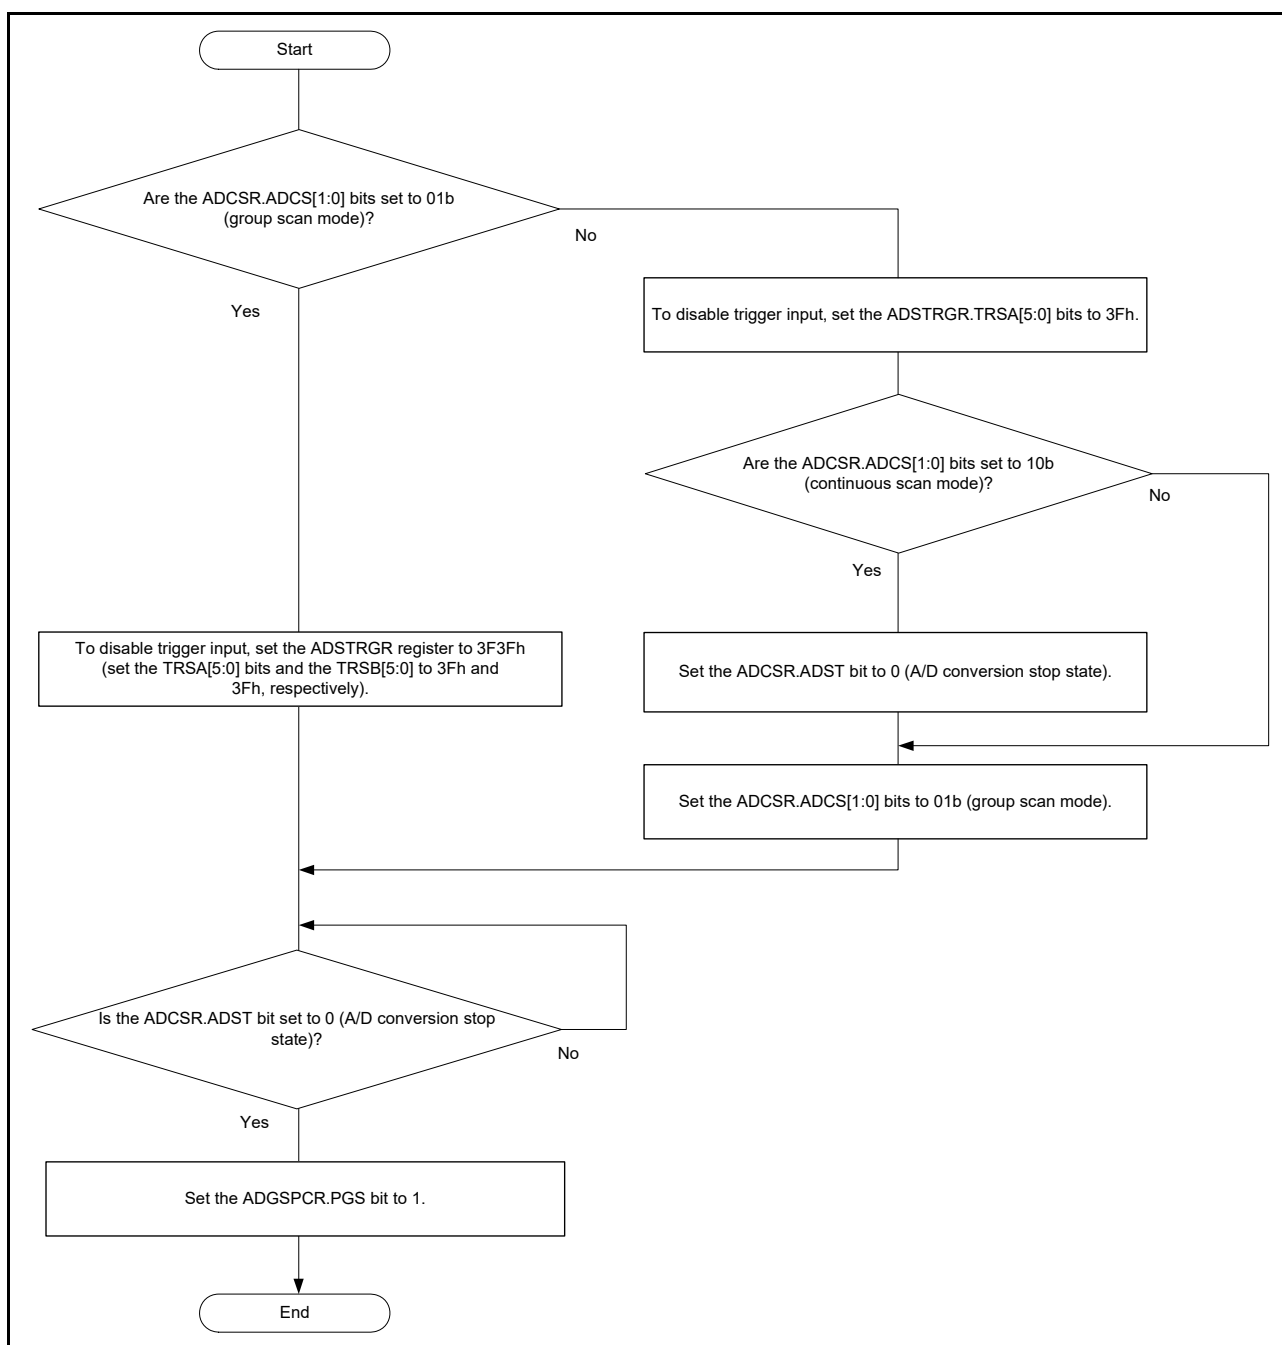 Start
Are the ADCSR.ADCS[1:0] bits set to 01b
(group scan mode)?
No
Yes
To disable trigger input, set the ADSTRGR.TRSA[5:0] bits to 3Fh.
Are the ADCSR.ADCS[1:0] bits set to 10b
(continuous scan mode)?
No
Yes
To disable trigger input, set the ADSTRGR register to 3F3Fh
(set the TRSA[5:0] bits and the TRSB[5:0] to 3Fh and
3Fh, respectively).
Set the ADCSR.ADST bit to 0 (A/D conversion stop state).
Set the ADCSR.ADCS[1:0] bits to 01b (group scan mode).
Is the ADCSR.ADST bit set to 0 (A/D conversion stop
state)?
No
Yes
Set the ADGSPCR.PGS bit to 1.
End